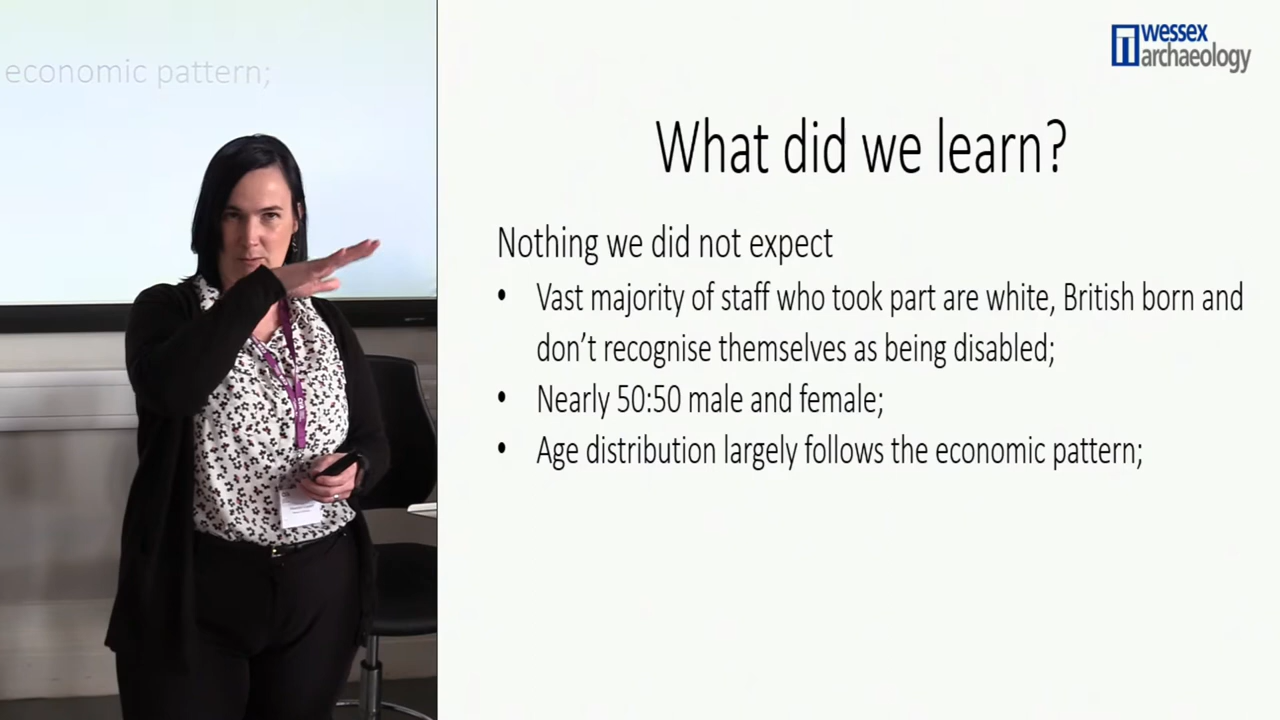 economic pattern;
wessex
archaeology
What did we learn?
Nothing we did not expect
• Vast majority of staff who took part are white, British born and
don't recognise themselves as being disabled;
• Nearly 50:50 male and female;
• Age distribution largely follows the economic pattern;